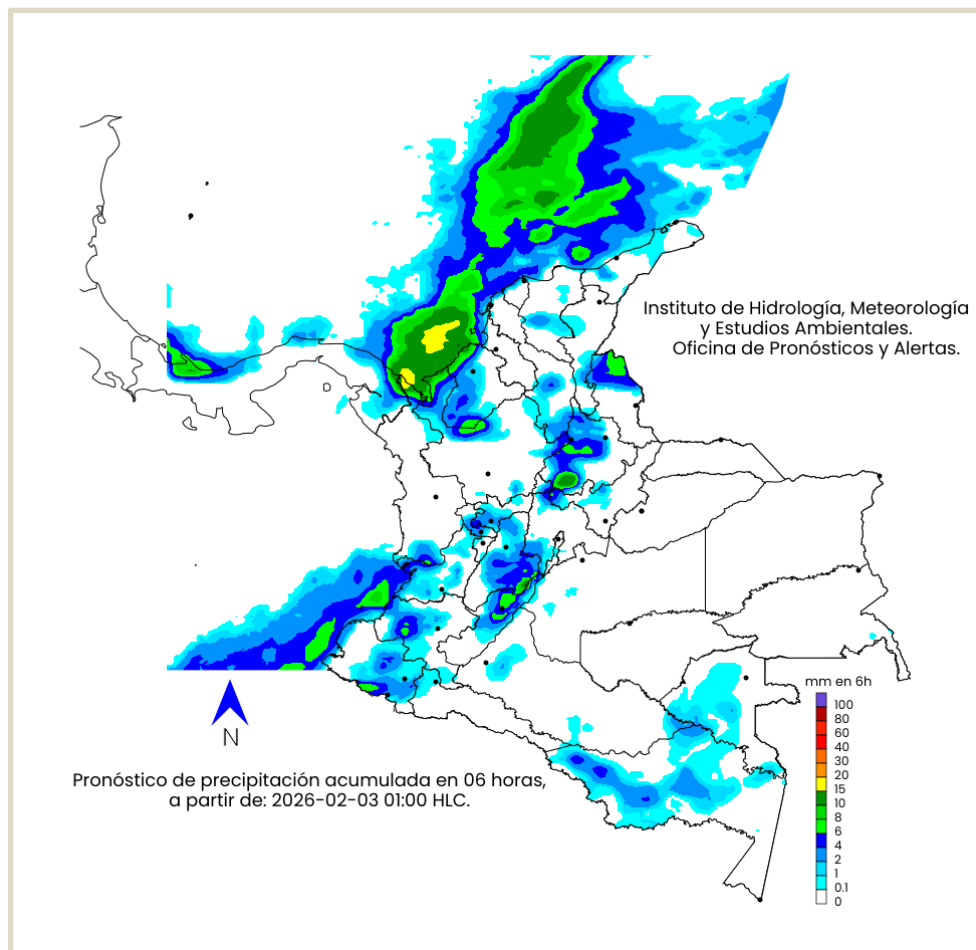 Instituto de Hidrología, Meteorología
y Estudios Ambientales.
Oficina de Pronósticos y Alertas.
mm en 6h
100
80
60
40
30
20
15
10
8
6
4
2
1
0.1
0
N
Pronóstico de precipitación acumulada en 06 horas,
a partir de: 2026-02-03 01:00 HLC.